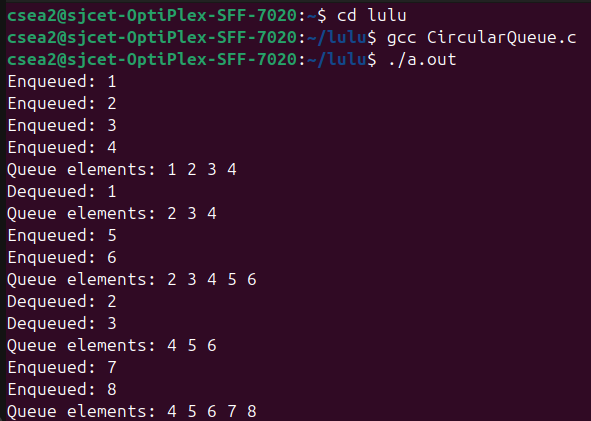 csea2@sjcet-OptiPlex-SFF-7020:~$ cd lulu
csea2@sjcet-OptiPlex-SFF-7020:~/lulu$ gcc CircularQueue.c
csea2@sjcet-OptiPlex-SFF-7020:~/lulu$ ./a.out
Enqueued: 1
Enqueued: 2
Enqueued: 3
Enqueued: 4
Queue elements: 1 2 3 4
Dequeued: 1
Queue elements: 2 3 4
Enqueued: 5
Enqueued: 6
Queue elements: 2 3 4 5 6
Dequeued: 2
Dequeued: 3
Queue elements: 4 5 6
Enqueued: 7
Enqueued: 8
Queue elements: 4 5 6 7 8